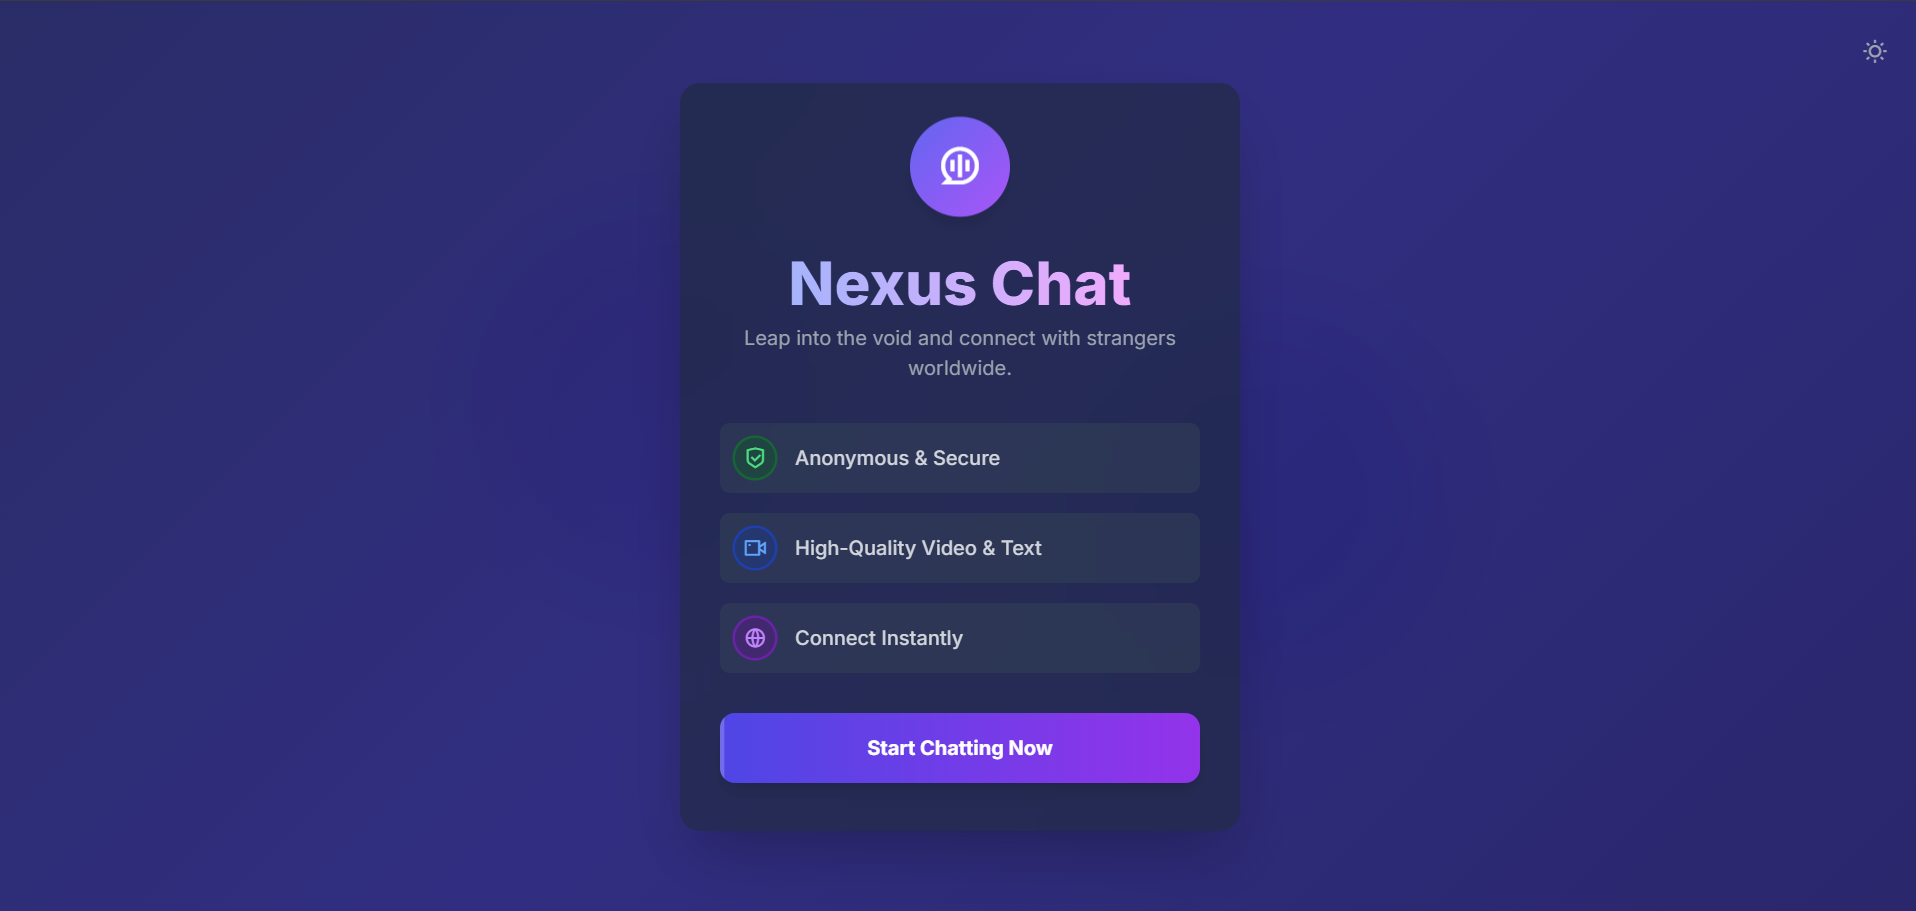 Nexus Chat
Leap into the void and connect with strangers
worldwide.
Anonymous & Secure
High-Quality Video & Text
Connect Instantly
Start Chatting Now